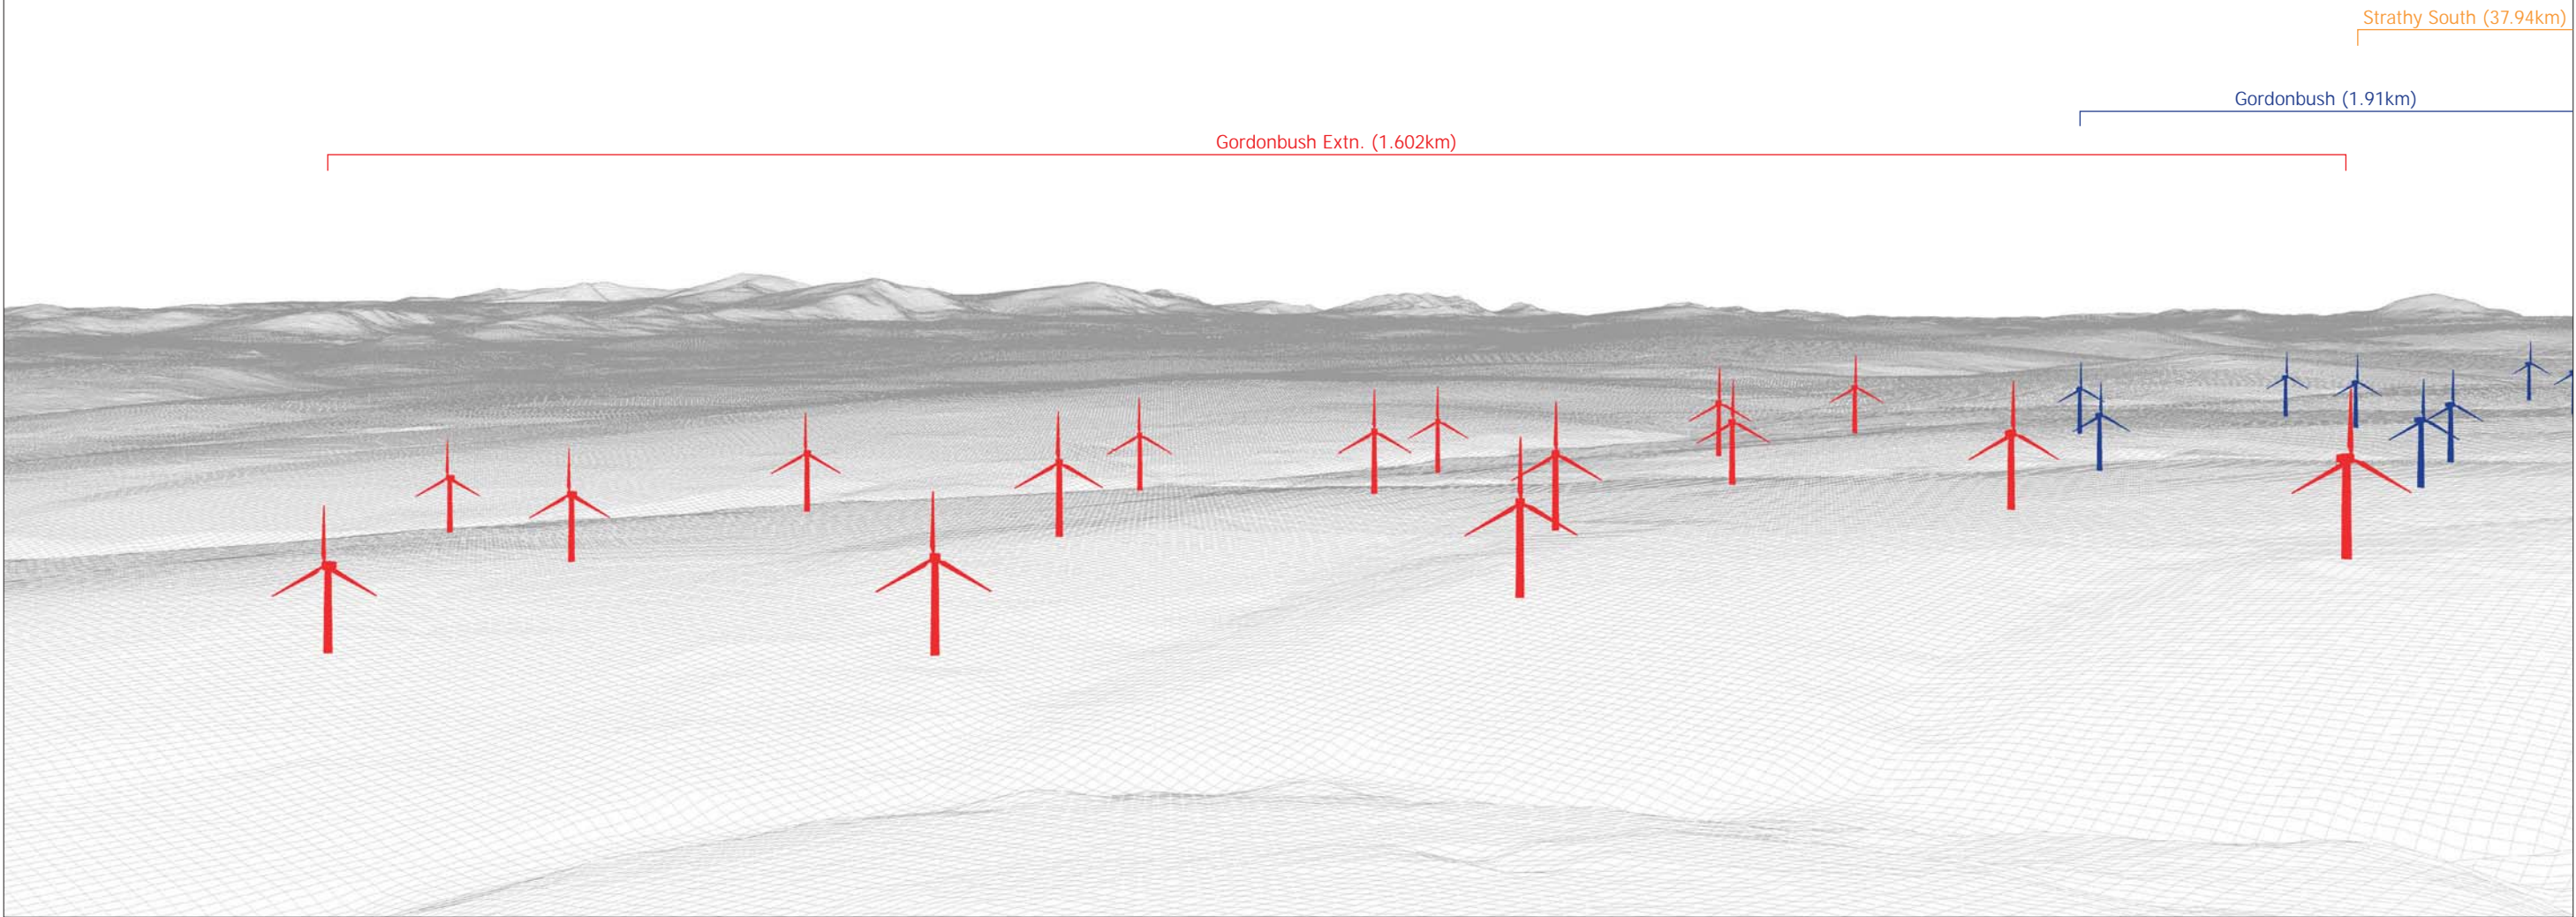 Strathy South (37.94km)
Gordonbush (1.91km)
Gordonbush Extn. (1.602km)